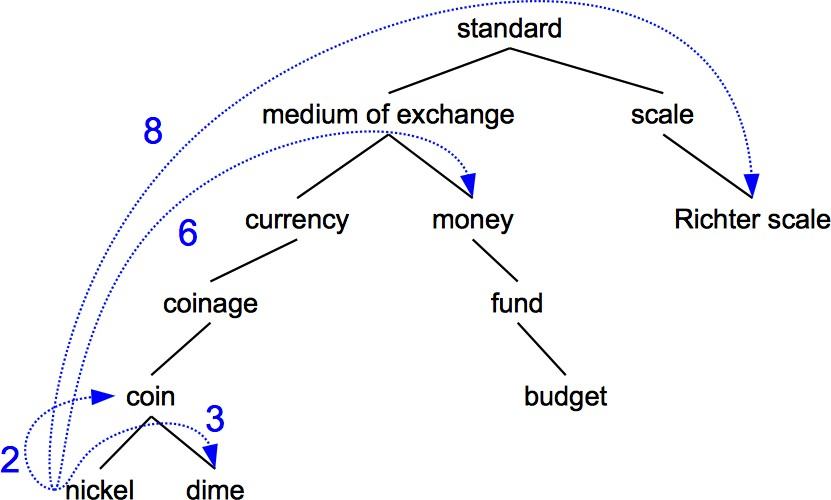 standard
8
medium of exchange
scale
6
currency
money
Richter scale
coinage
fund
coin
budget
3
2
nickel
dime